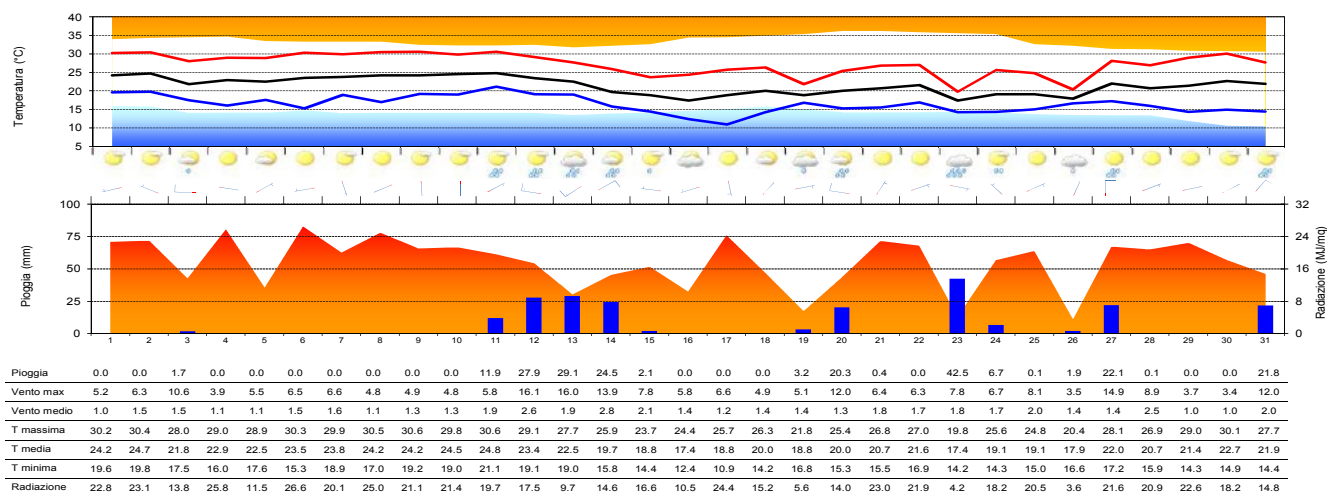 40
35
30
25
20
15
10
5
Temperatura (°C)
100
75
50
25
0
Pioggia (mm)
32
24
16
8
0
Radiazione (MJ/mq)
1 2 3 4 5 6 7 8 9 10 11 12 13 14 15 16 17 18 19 20 21 22 23 24 25 26 27 28 29 30 31
Pioggia 0.0 0.0 1.7 0.0 0.0 0.0 0.0 0.0 0.0 0.0 11.9 27.9 29.1 24.5 2.1 0.0 0.0 0.0 3.2 20.3 0.4 0.0 42.5 6.7 0.1 1.9 22.1 0.1 0.0 0.0 21.8
Vento max 5.2 6.3 10.6 3.9 5.5 6.5 6.6 4.8 4.9 4.8 5.8 16.1 16.0 13.9 7.8 5.8 6.6 4.9 5.1 12.0 6.4 6.3 7.8 6.7 8.1 3.5 14.9 8.9 3.7 3.4 12.0
Vento medio 1.0 1.5 1.5 1.1 1.1 1.5 1.6 1.1 1.3 1.3 1.9 2.6 1.9 2.8 2.1 1.4 1.2 1.4 1.4 1.3 1.8 1.7 1.8 1.7 2.0 1.4 1.4 2.5 1.0 1.0 2.0
T massima 30.2 30.4 28.0 29.0 28.9 30.3 29.9 30.5 30.6 29.8 30.6 29.1 27.7 25.9 23.7 24.4 25.7 26.3 21.8 25.4 26.8 27.0 19.8 25.6 24.8 20.4 28.1 26.9 29.0 30.1 27.7
T media 24.2 24.7 21.8 22.9 22.5 23.5 23.8 24.2 24.2 24.5 24.8 23.4 22.5 19.7 18.8 17.4 18.8 20.0 18.8 20.0 20.7 21.6 17.4 19.1 19.1 17.9 22.0 20.7 21.4 22.7 21.9
T minima 19.6 19.8 17.5 16.0 17.6 15.3 18.9 17.0 19.2 19.0 21.1 19.1 19.0 15.8 14.4 12.4 10.9 14.2 16.8 15.3 15.5 16.9 14.2 14.3 15.0 16.6 17.2 15.9 14.3 14.9 14.4
Radiazione 22.8 23.1 13.8 25.8 11.5 26.6 20.1 25.0 21.1 21.4 19.7 17.5 9.7 14.6 16.6 10.5 24.4 15.2 5.6 14.0 23.0 21.9 4.2 18.2 20.5 3.6 21.6 20.9 22.6 18.2 14.8